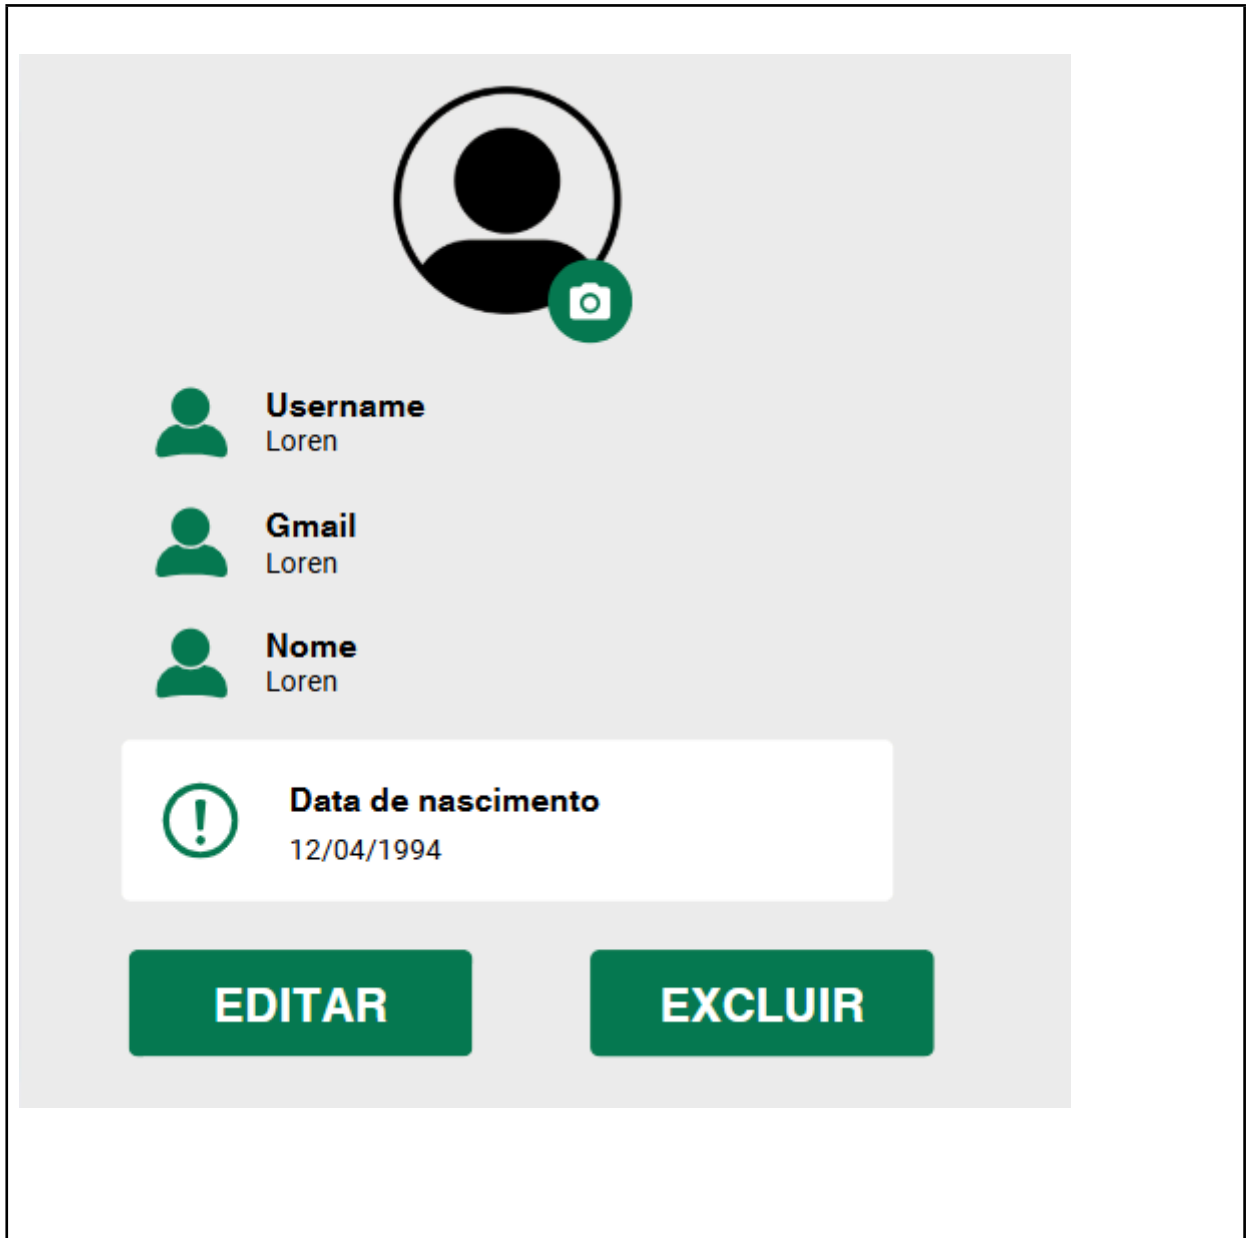 Username
Loren
Gmail
Loren
Nome
Loren
Data de nascimento
12/04/1994
EDITAR
EXCLUIR